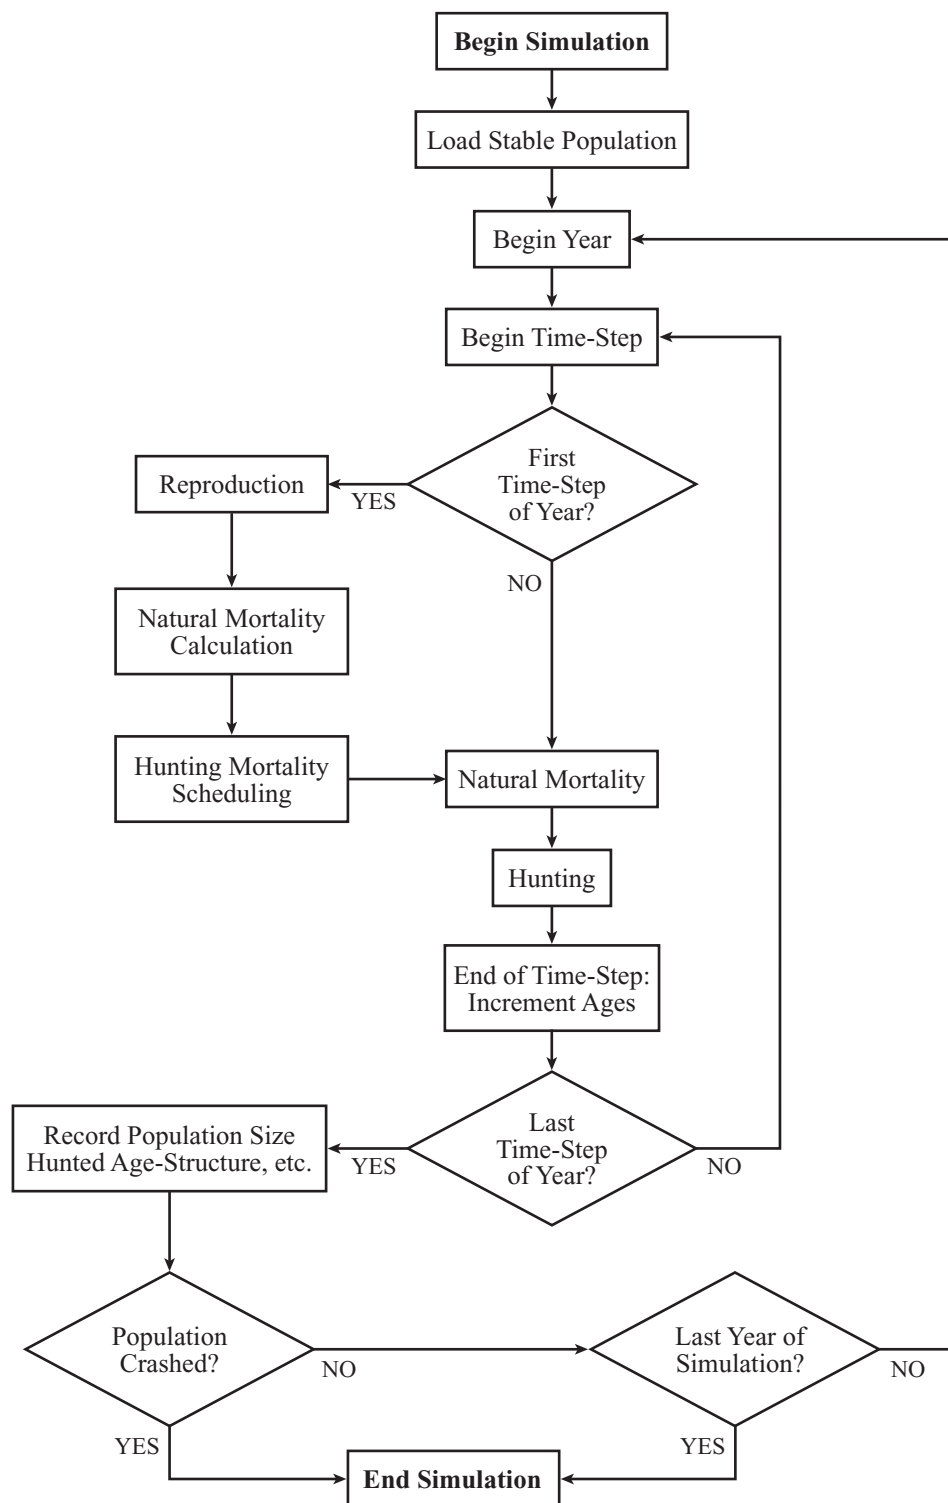 Begin Simulation
Load Stable Population
Begin Year
Begin Time-Step
First
Time-Step
of Year?
YES
Reproduction
NO
Natural Mortality
Calculation
Hunting Mortality
Scheduling
Natural Mortality
Hunting
End of Time-Step:
Increment Ages
Last
Time-Step
of Year?
YES
NO
Record Population Size
Hunted Age-Structure, etc.
Population
Crashed?
NO
YES
Last Year of
Simulation?
NO
YES
End Simulation